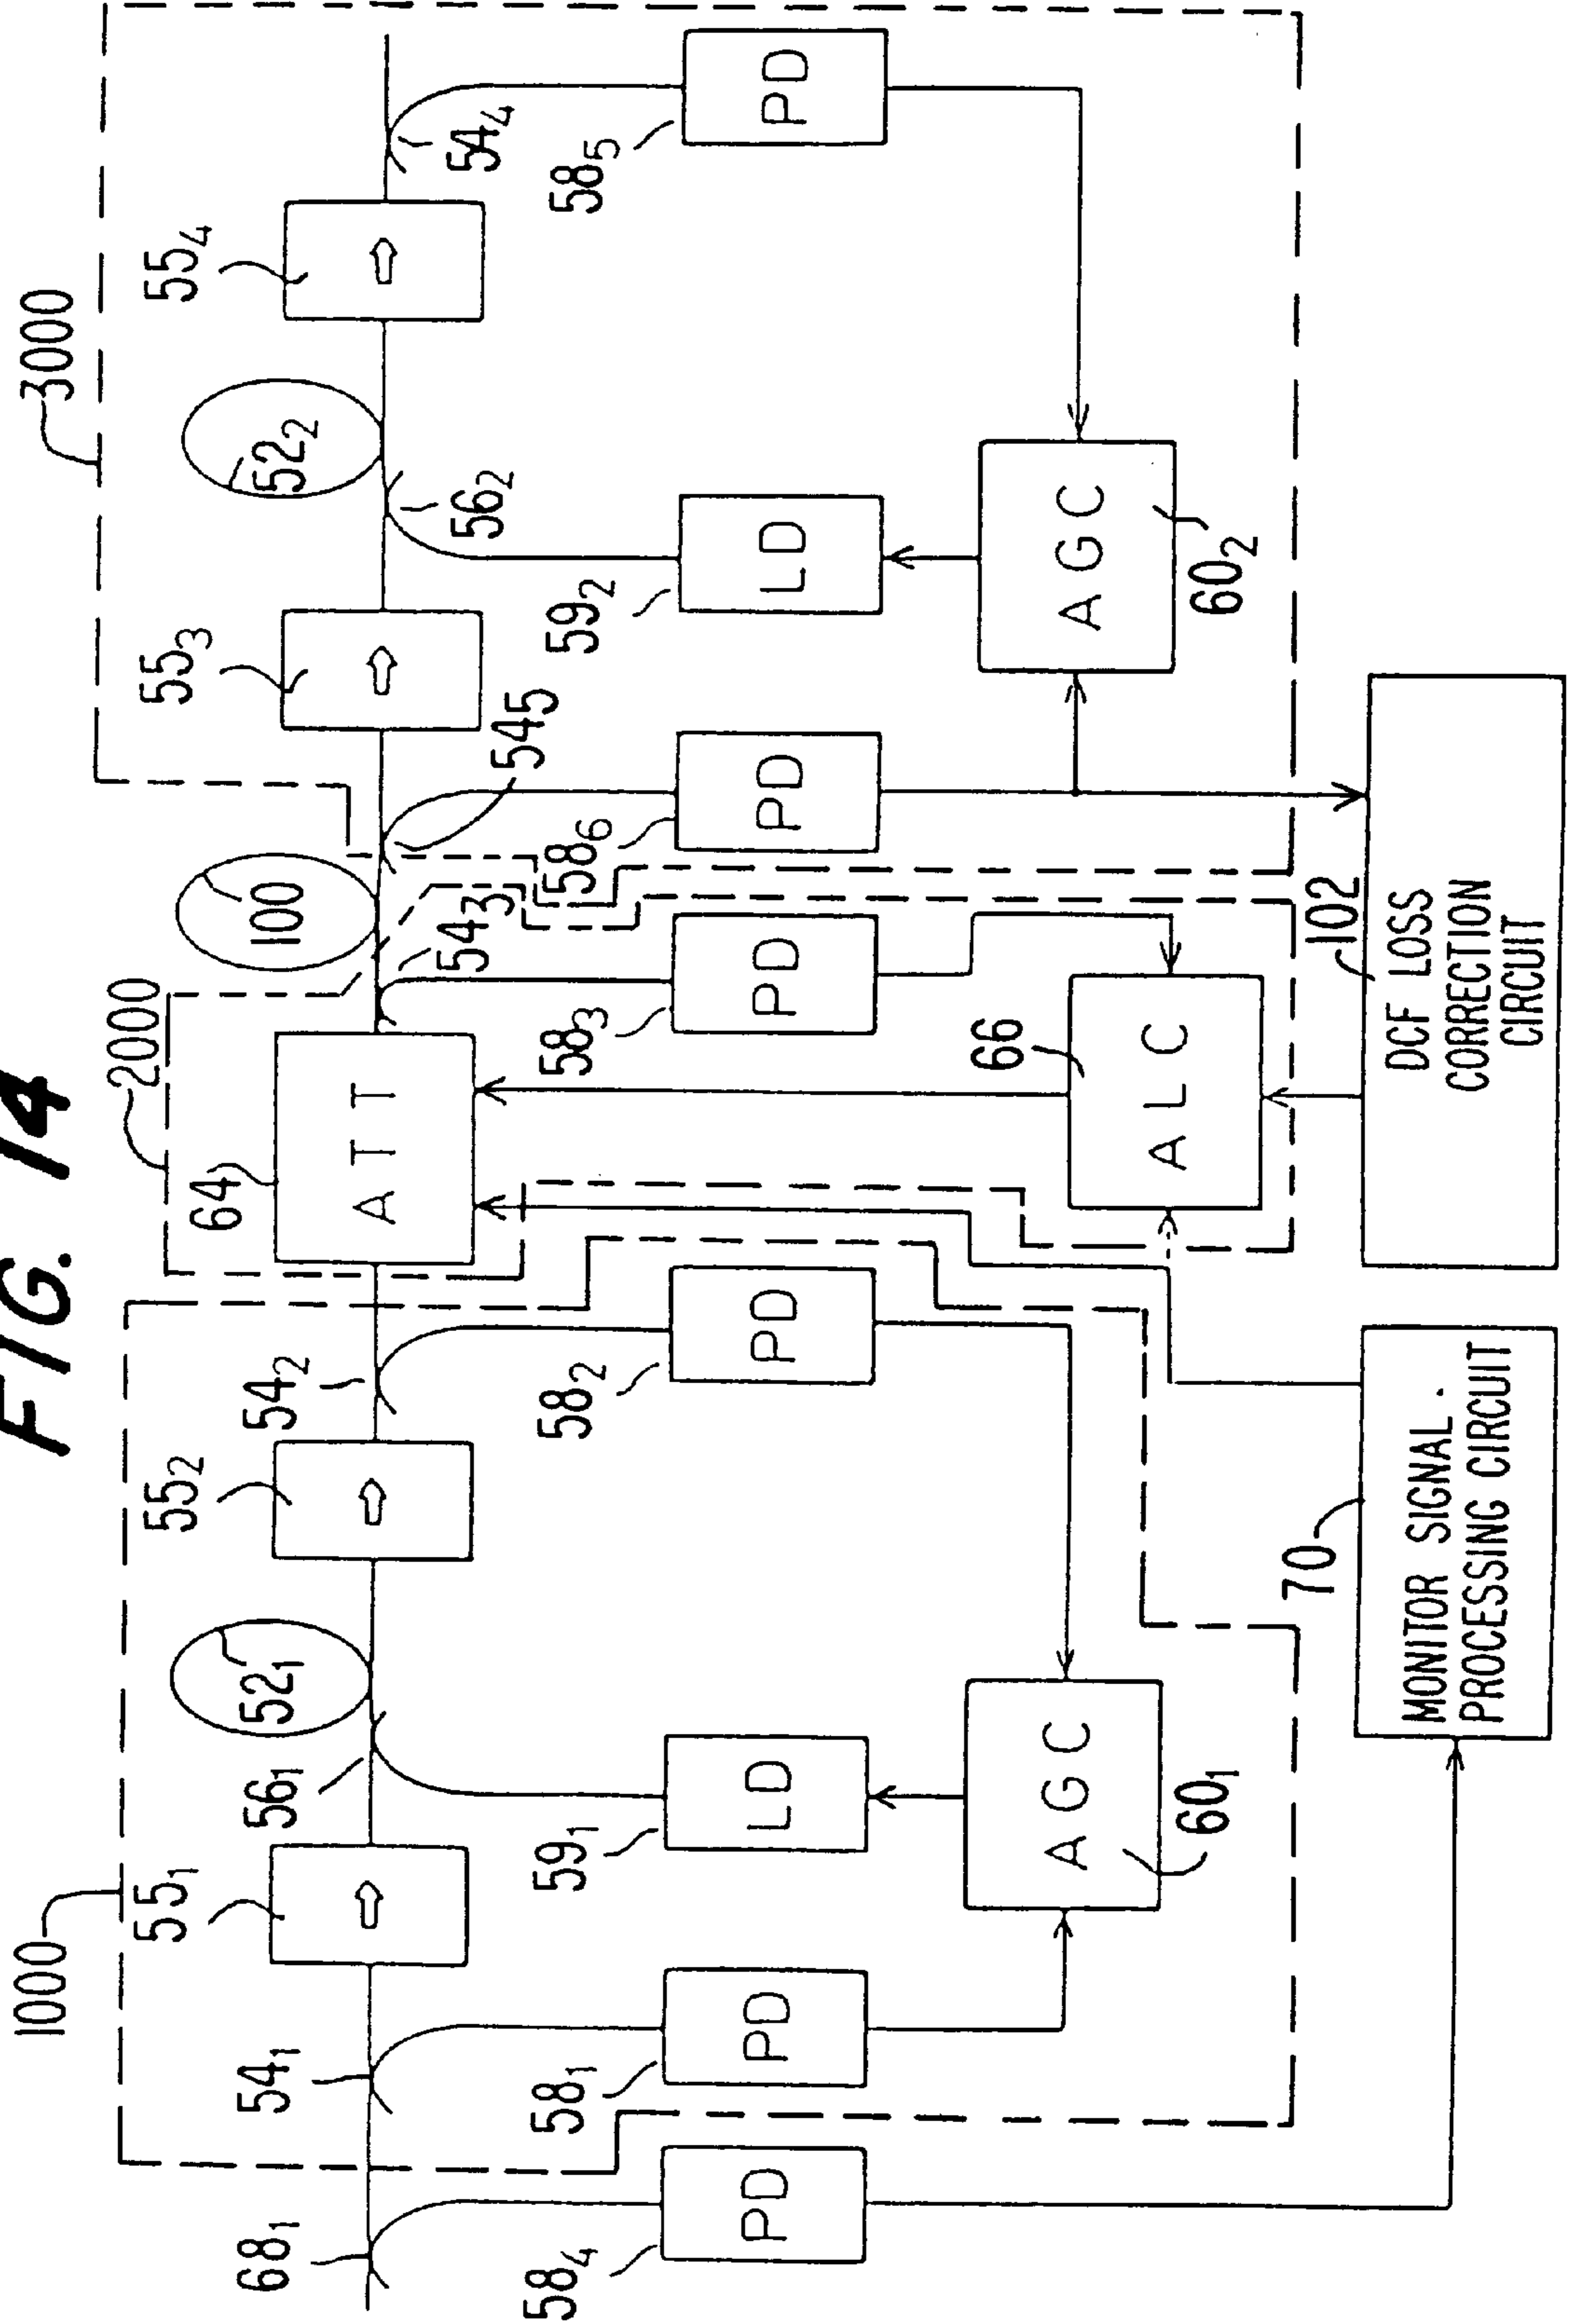 FIG. 14
1000
2000
3000
68₁
54₁
55₁
56₁
52₁
55₂
54₂
64
ATT
54₃
100
545
55₃
56₂
52₂
55₄
54₄
58₄
PD
58₁
PD
59₁
LD
58₂
PD
58₃
PD
58₆
PD
59₂
LD
58₅
PD
AGC
60₁
66
ALC
AGC
60₂
70
MONITOR SIGNAL.
PROCESSING CIRCUIT
102
DCF LOSS
CORRECTION
CIRCUIT